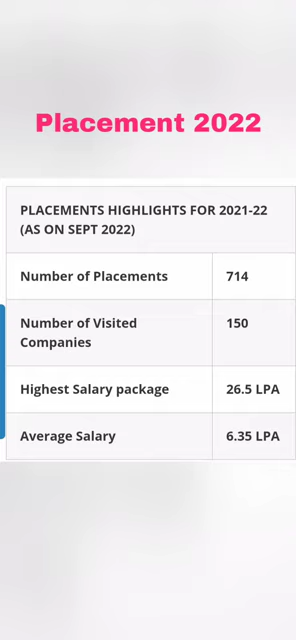 Placement 2022
PLACEMENTS HIGHLIGHTS FOR 2021-22
(AS ON SEPT 2022)
Number of Placements 714
Number of Visited 150
Companies
Highest Salary package 26.5 LPA
Average Salary 6.35 LPA